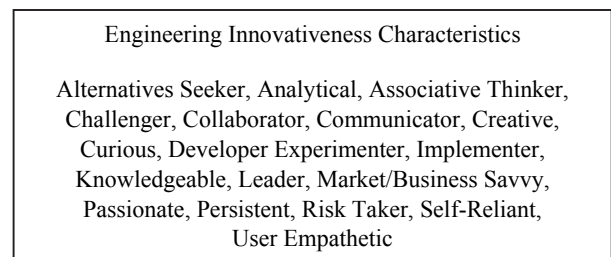 Engineering Innovativeness Characteristics
Alternatives Seeker, Analytical, Associative Thinker,
Challenger, Collaborator, Communicator, Creative,
Curious, Developer Experimenter, Implementer,
Knowledgeable, Leader, Market/Business Savvy,
Passionate, Persistent, Risk Taker, Self-Reliant,
User Empathetic